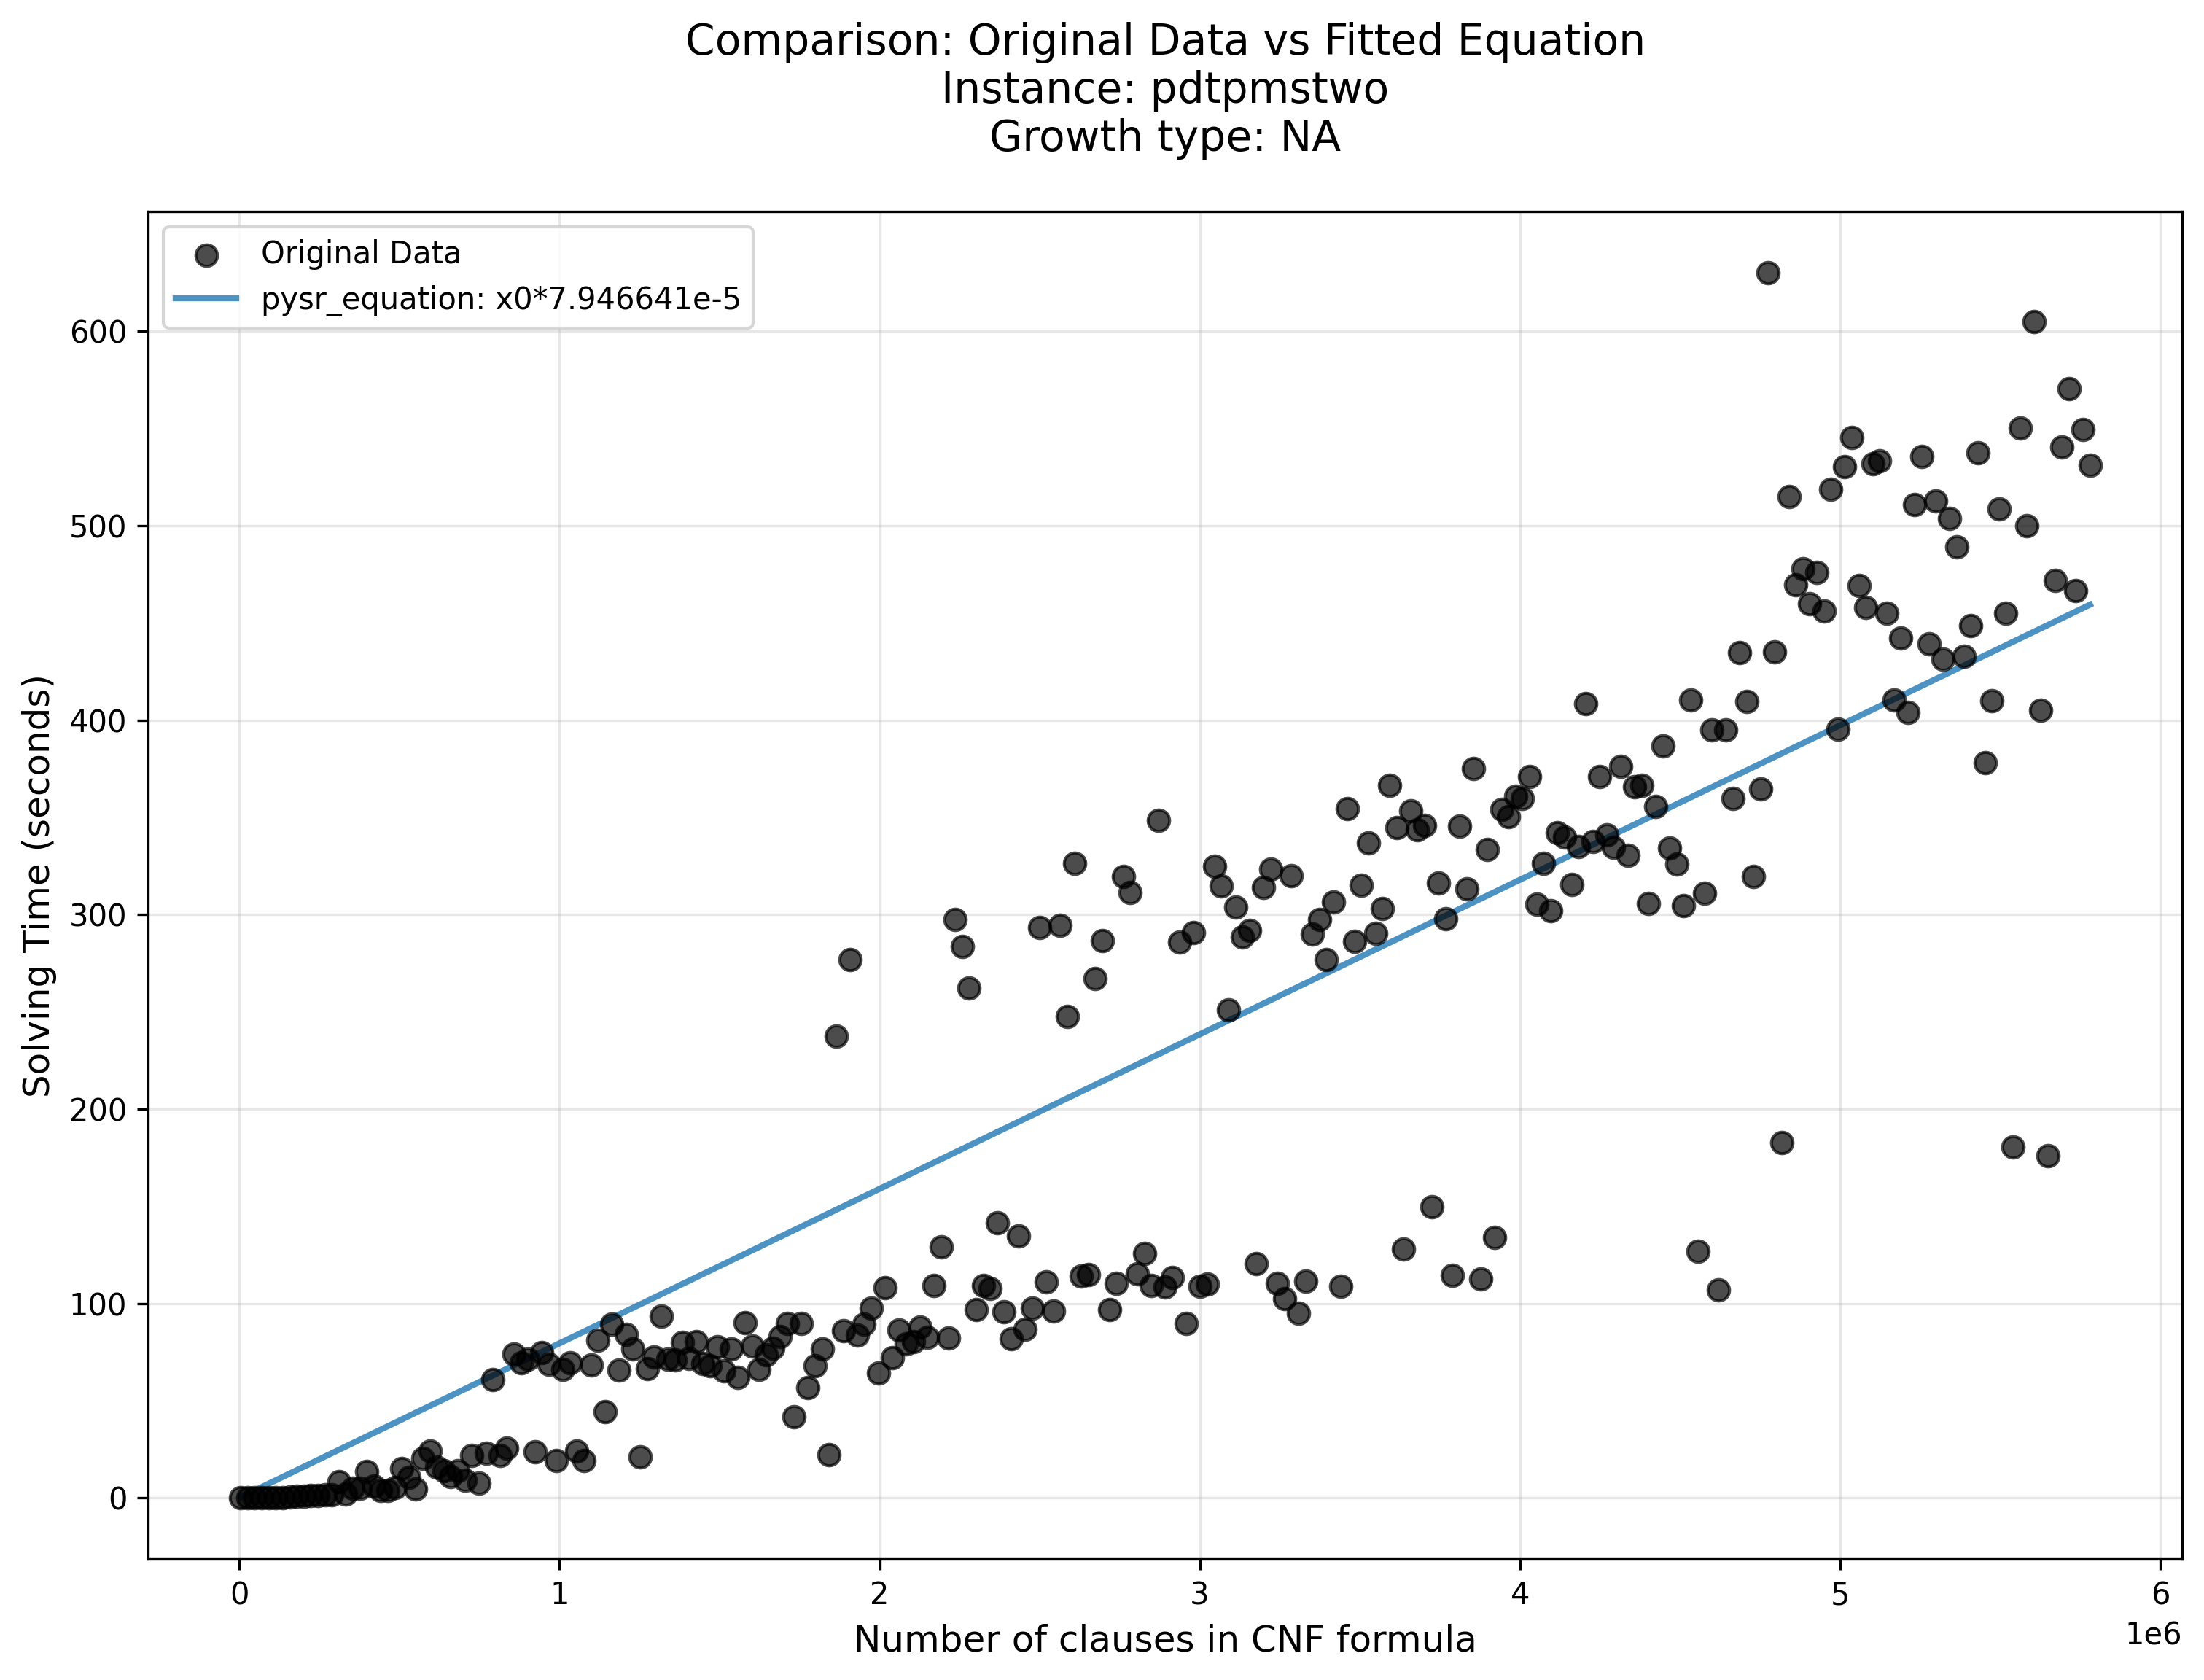 Comparison: Original Data vs Fitted Equation
Instance: pdtpmstwo
Growth type: NA
Original Data
pysr_equation: x0*7.946641e-5
600
500
400
300
200
100
0
Solving Time (seconds)
0 1 2 3 4 5 6
1e6
Number of clauses in CNF formula